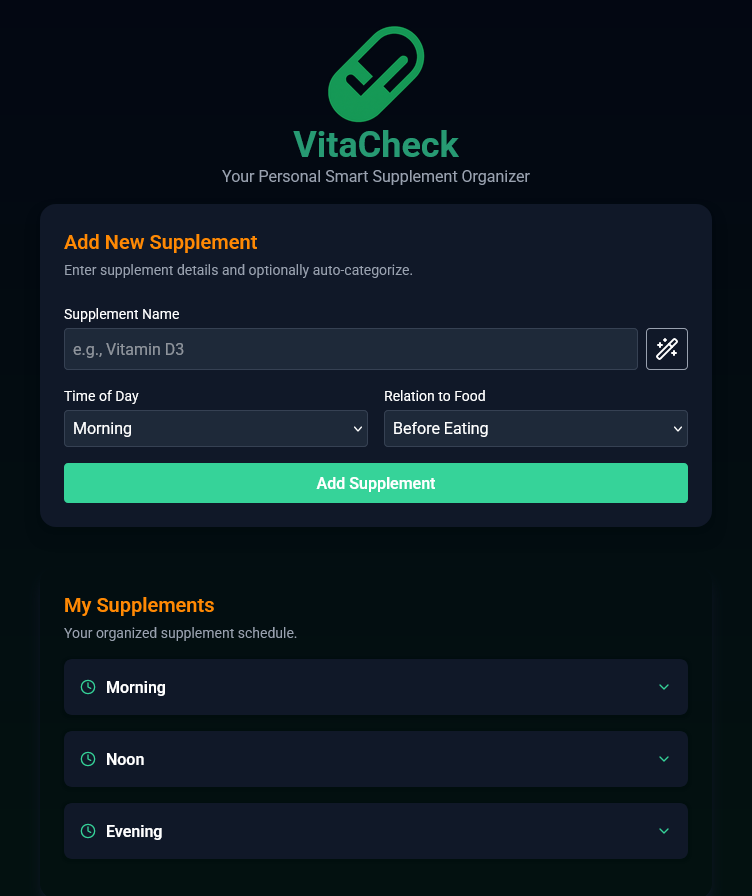 VitaCheck
Your Personal Smart Supplement Organizer
Add New Supplement
Enter supplement details and optionally auto-categorize.
Supplement Name
e.g., Vitamin D3
Time of Day
Relation to Food
Morning
Before Eating
Add Supplement
My Supplements
Your organized supplement schedule.
Morning
Noon
Evening